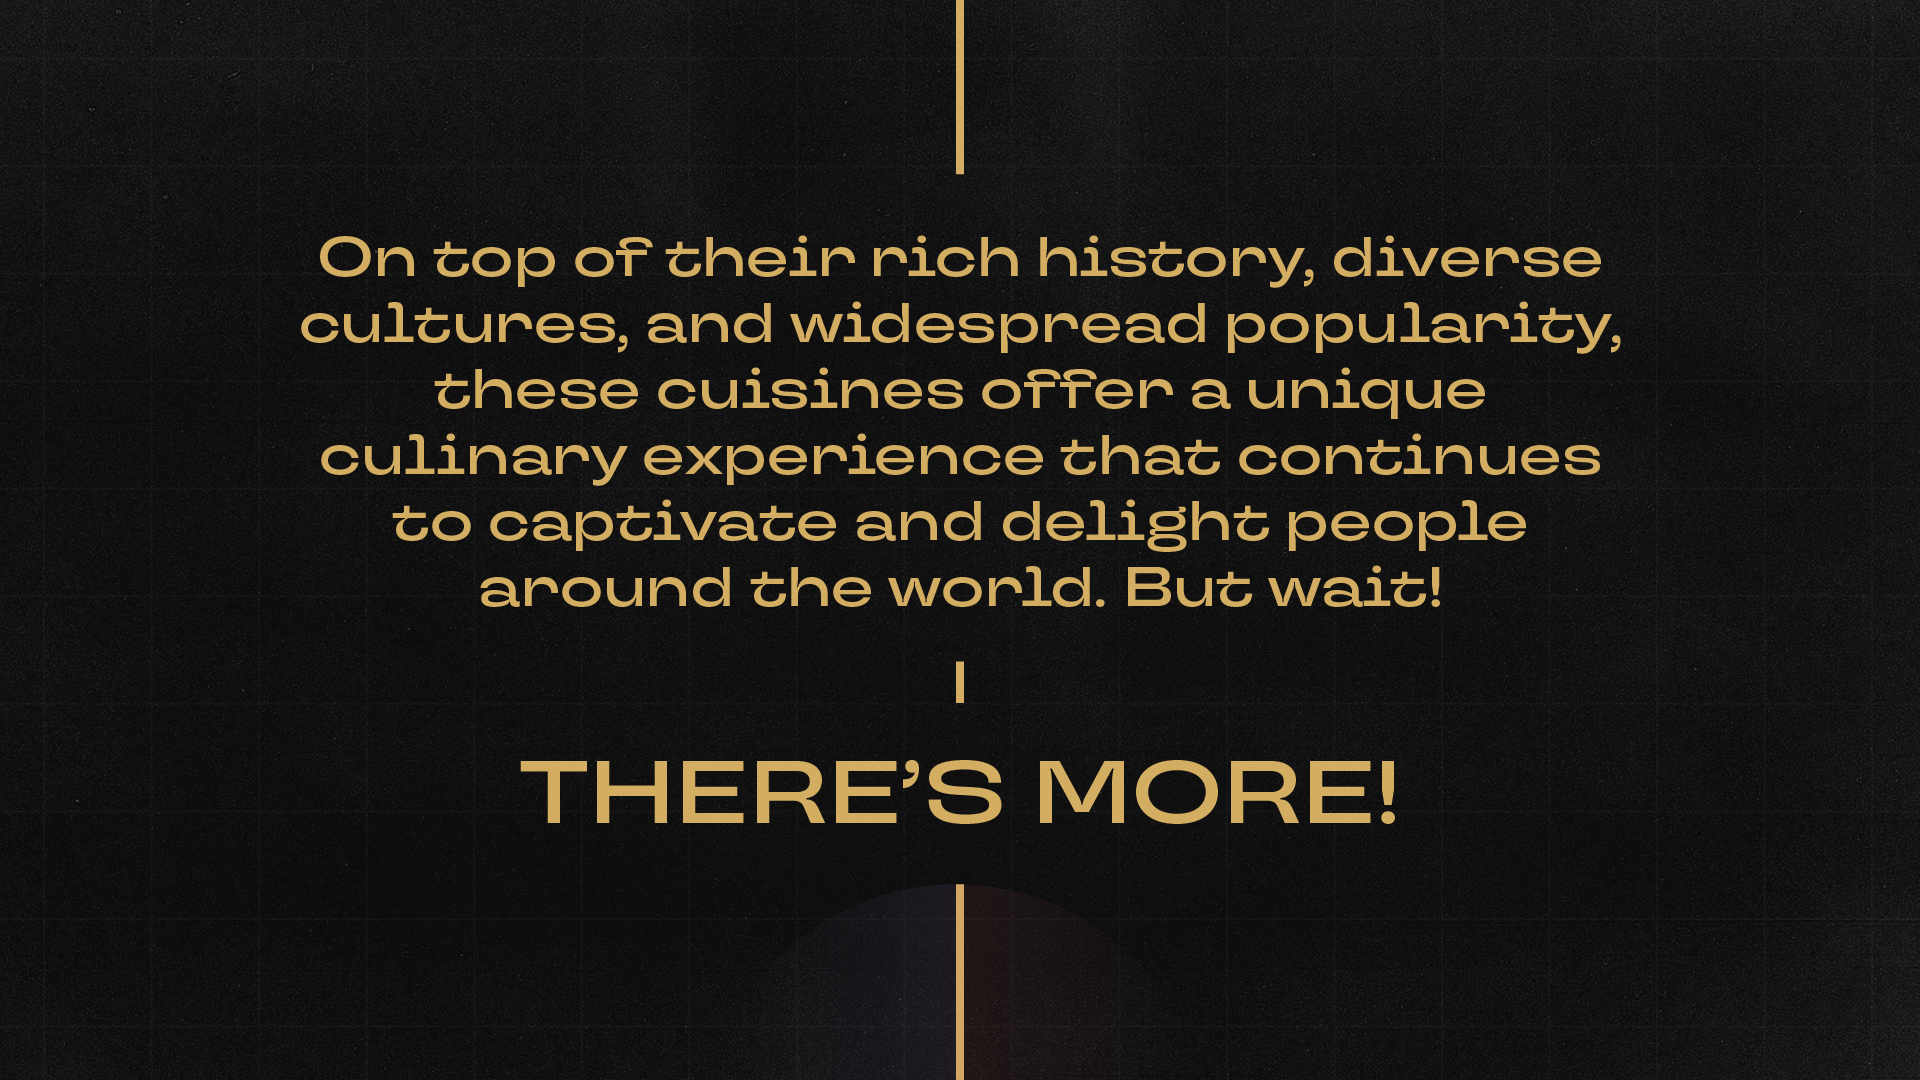 On top of their rich history, diverse
cultures, and widespread popularity,
these cuisines offer a unique
culinary experience that continues
to captivate and delight people
around the world. But wait!
THERE’S MORE!